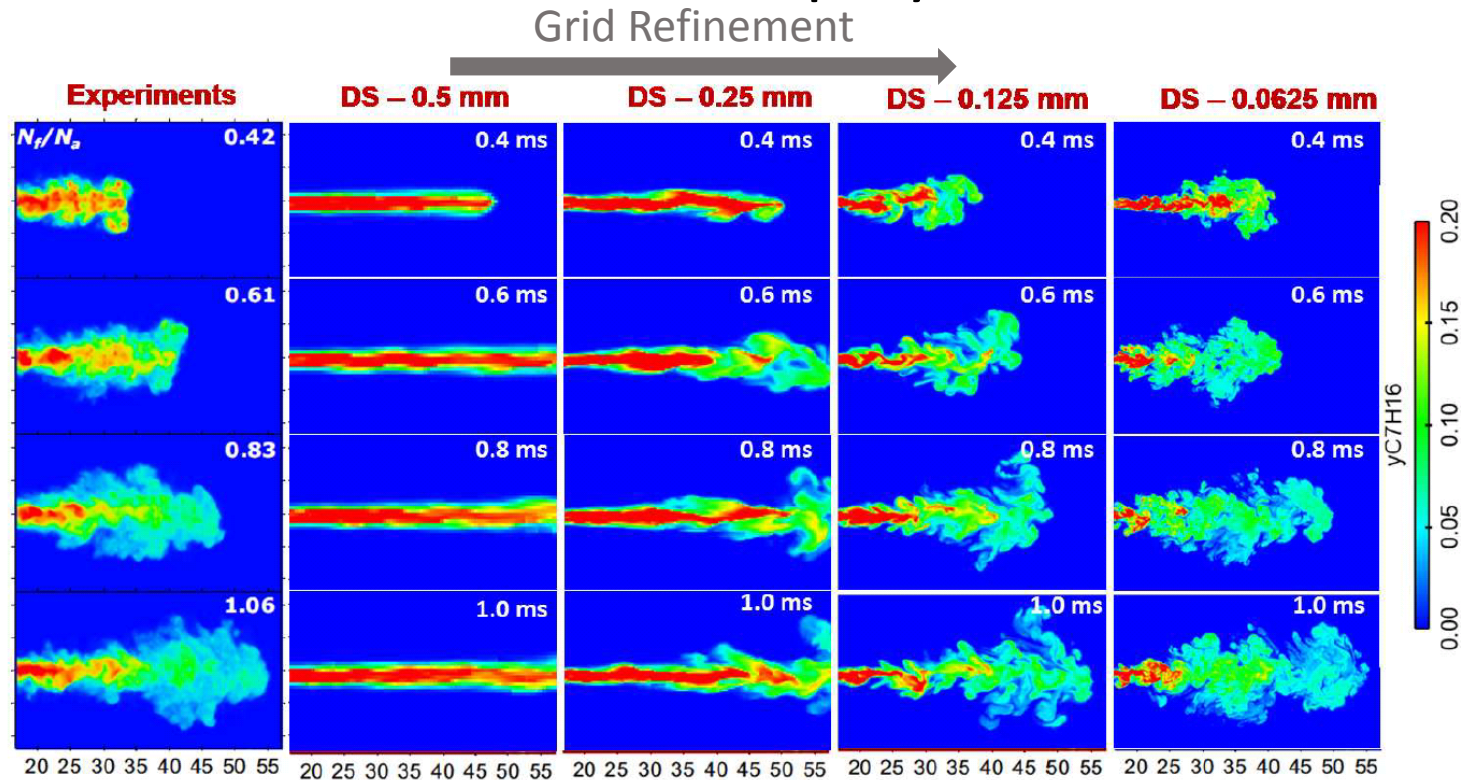 Grid Refinement
Experiments DS – 0.5 mm DS – 0.25 mm DS – 0.125 mm DS – 0.0625 mm
Nf/Na 0.42 0.4 ms 0.4 ms 0.4 ms 0.4 ms
0.61 0.6 ms 0.6 ms 0.6 ms 0.6 ms
0.83 0.8 ms 0.8 ms 0.8 ms 0.8 ms
1.06 1.0 ms 1.0 ms 1.0 ms 1.0 ms
20 25 30 35 40 45 50 55 20 25 30 35 40 45 50 55 20 25 30 35 40 45 50 55 20 25 30 35 40 45 50 55 20 25 30 35 40 45 50 55
yC7H16
0.00 0.05 0.10 0.15 0.20